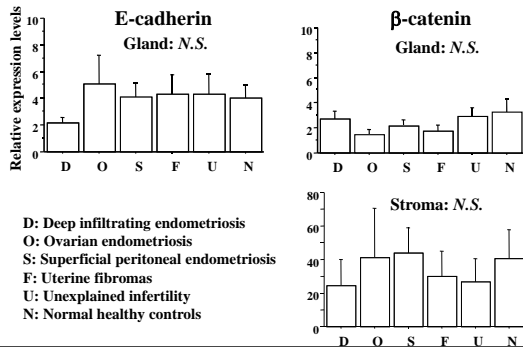 E-cadherin
Gland: N.S.
Relative expression levels
10
8
6
4
2
0
D O S F U N
β-catenin
Gland: N.S.
10
8
6
4
2
0
D O S F U N
Stroma: N.S.
80
60
40
20
0
D O S F U N
D: Deep infiltrating endometriosis
O: Ovarian endometriosis
S: Superficial peritoneal endometriosis
F: Uterine fibromas
U: Unexplained infertility
N: Normal healthy controls